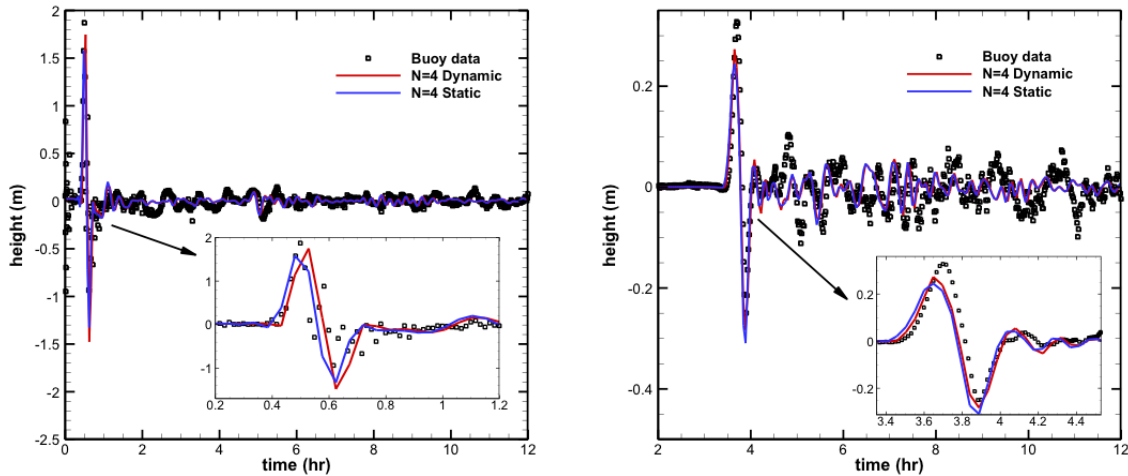 2
1.5
1
0.5
0
-0.5
-1
-1.5
-2
-2.5
height (m)
0 2 4 6 8 10 12
time (hr)
Buoy data
N=4 Dynamic
N=4 Static
2
1
0
-1
0.2 0.4 0.6 0.8 1 1.2
0.2
0
-0.2
-0.4
height (m)
2 4 6 8 10 12
time (hr)
Buoy data
N=4 Dynamic
N=4 Static
0.2
0
-0.2
3.4 3.6 3.8 4 4.2 4.4